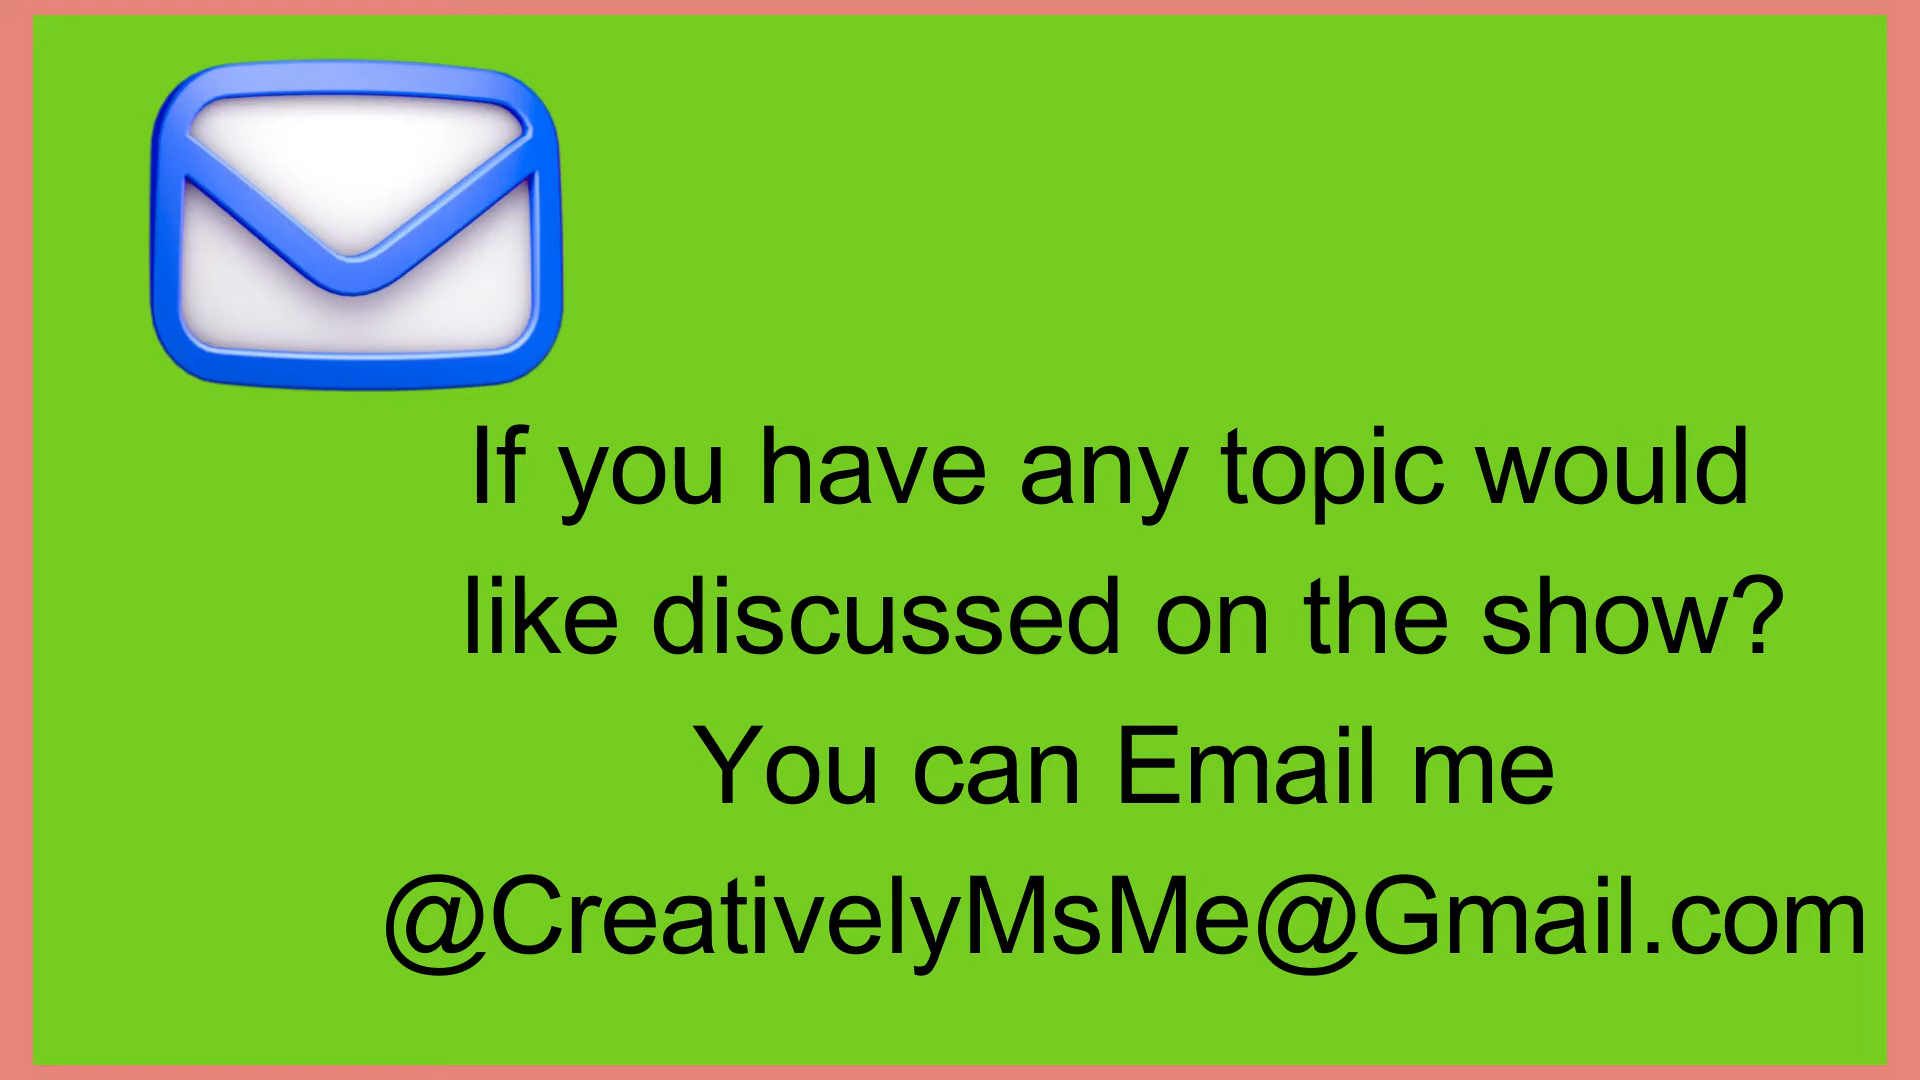 If you have any topic would
like discussed on the show?
You can Email me
@CreativelyMsMe@Gmail.com